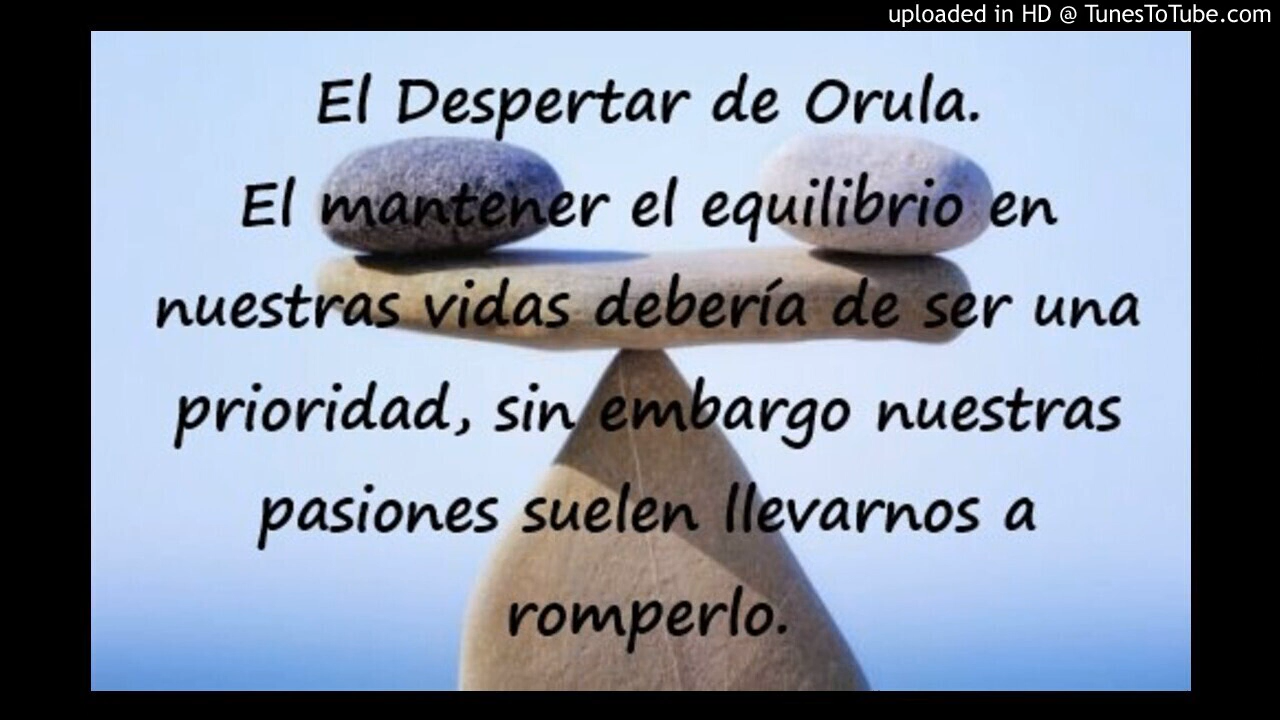 uploaded in HD @ TunesToTube.com
El Despertar de Orula.
El mantener el equilibrio en
nuestras vidas debería de ser una
prioridad, sin embargo nuestras
pasiones suelen llevarnos a
romperlo.